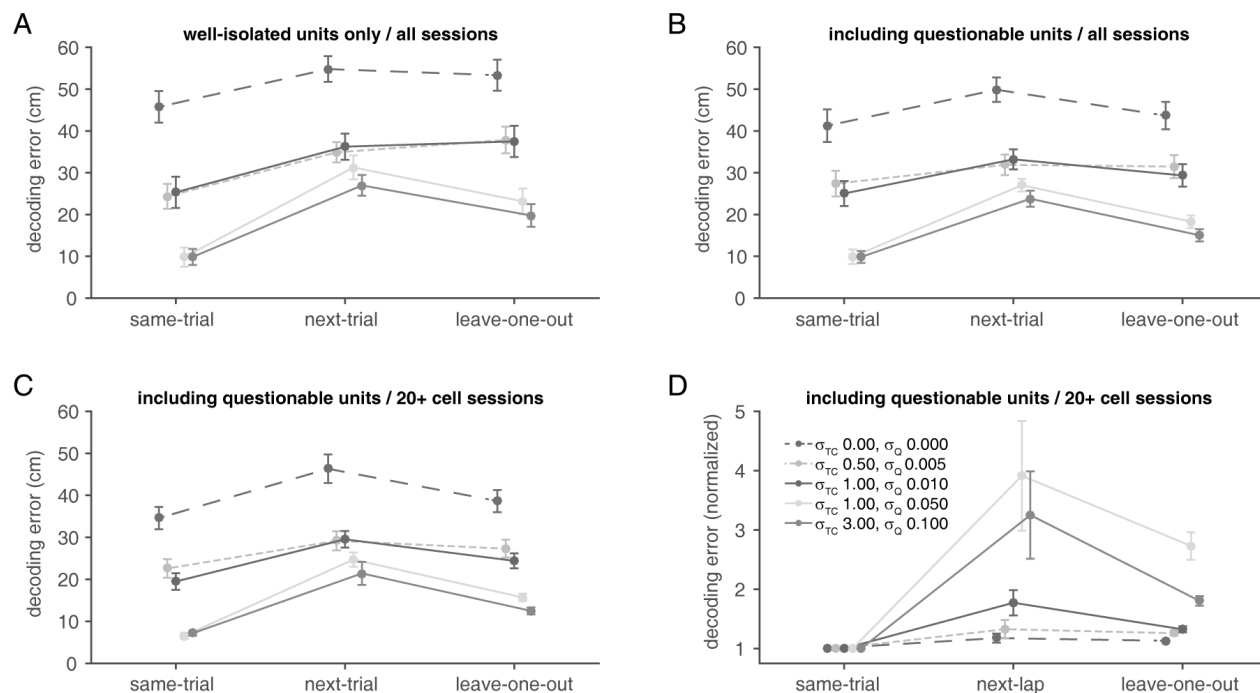 A
well-isolated units only / all sessions
decoding error (cm)
60
50
40
30
20
10
0
same-trial next-trial leave-one-out
B
including questionable units / all sessions
decoding error (cm)
60
50
40
30
20
10
0
same-trial next-trial leave-one-out
C
including questionable units / 20+ cell sessions
decoding error (cm)
60
50
40
30
20
10
0
same-trial next-trial leave-one-out
D
including questionable units / 20+ cell sessions
decoding error (normalized)
5
4
3
2
1
σTC 0.00, σQ 0.000
σTC 0.50, σQ 0.005
σTC 1.00, σQ 0.010
σTC 1.00, σQ 0.050
σTC 3.00, σQ 0.100
same-trial next-lap leave-one-out